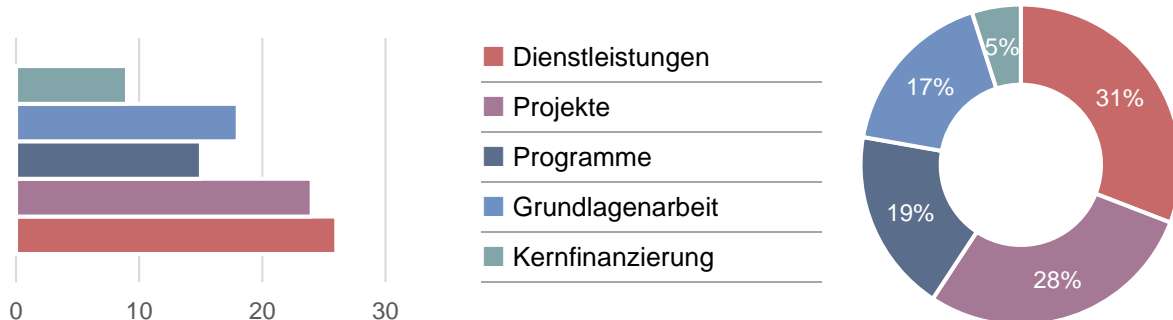 0 10 20 30
Dienstleistungen
Projekte
Programme
Grundlagenarbeit
Kernfinanzierung
5%
31%
17%
19%
28%